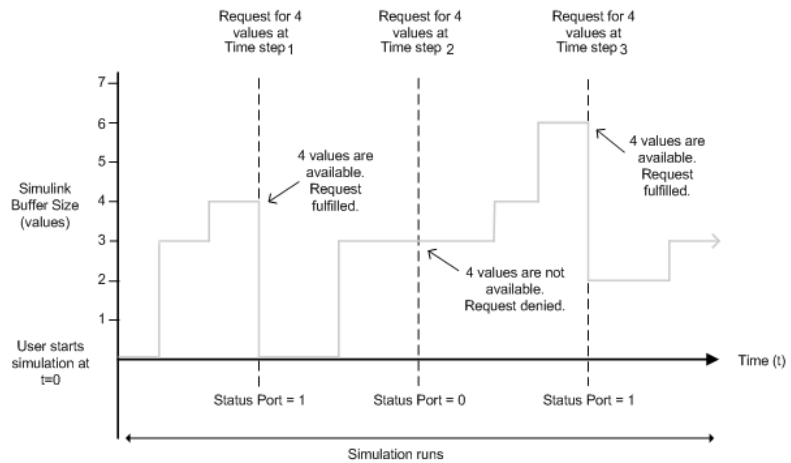 Request for 4
values at
Time step 1
Request for 4
values at
Time step 2
Request for 4
values at
Time step 3
7
6
5
4
3
2
1
Simulink
Buffer Size
(values)
4 values are
available.
Request
fulfilled.
4 values are not
available.
Request denied.
4 values are
available.
Request
fulfilled.
User starts
simulation at
t=0
Time (t)
Status Port = 1
Status Port = 0
Status Port = 1
Simulation runs